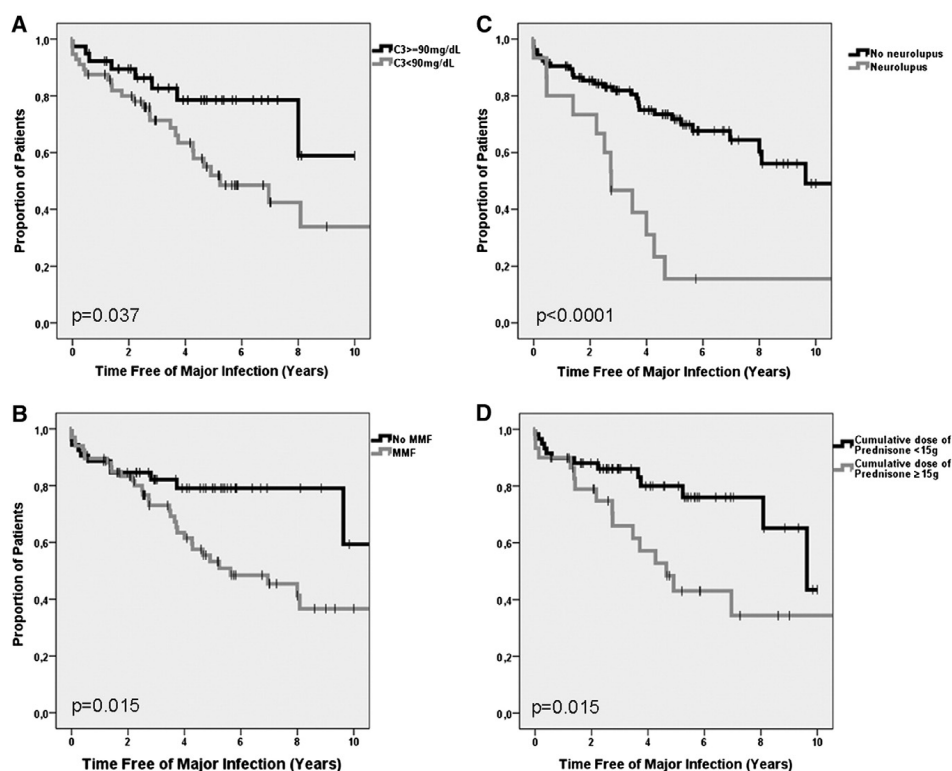 A
C3>=90mg/dL
C3<90mg/dL
Proportion of Patients
1,0
0,8
0,6
0,4
0,2
0,0
p=0.037
0 2 4 6 8 10
Time Free of Major Infection (Years)
B
No MMF
MMF
Proportion of Patients
1,0
0,8
0,6
0,4
0,2
0,0
p=0.015
0 2 4 6 8 10
Time Free of Major Infection (Years)
C
No neurolupus
Neurolupus
Proportion of Patients
1,0
0,8
0,6
0,4
0,2
0,0
p<0.0001
0 2 4 6 8 10
Time Free of Major Infection (Years)
D
Cumulative dose of
Prednisone <15g
Cumulative dose of
Prednisone ≥15g
Proportion of Patients
1,0
0,8
0,6
0,4
0,2
0,0
p=0.015
0 2 4 6 8 10
Time Free of Major Infection (Years)